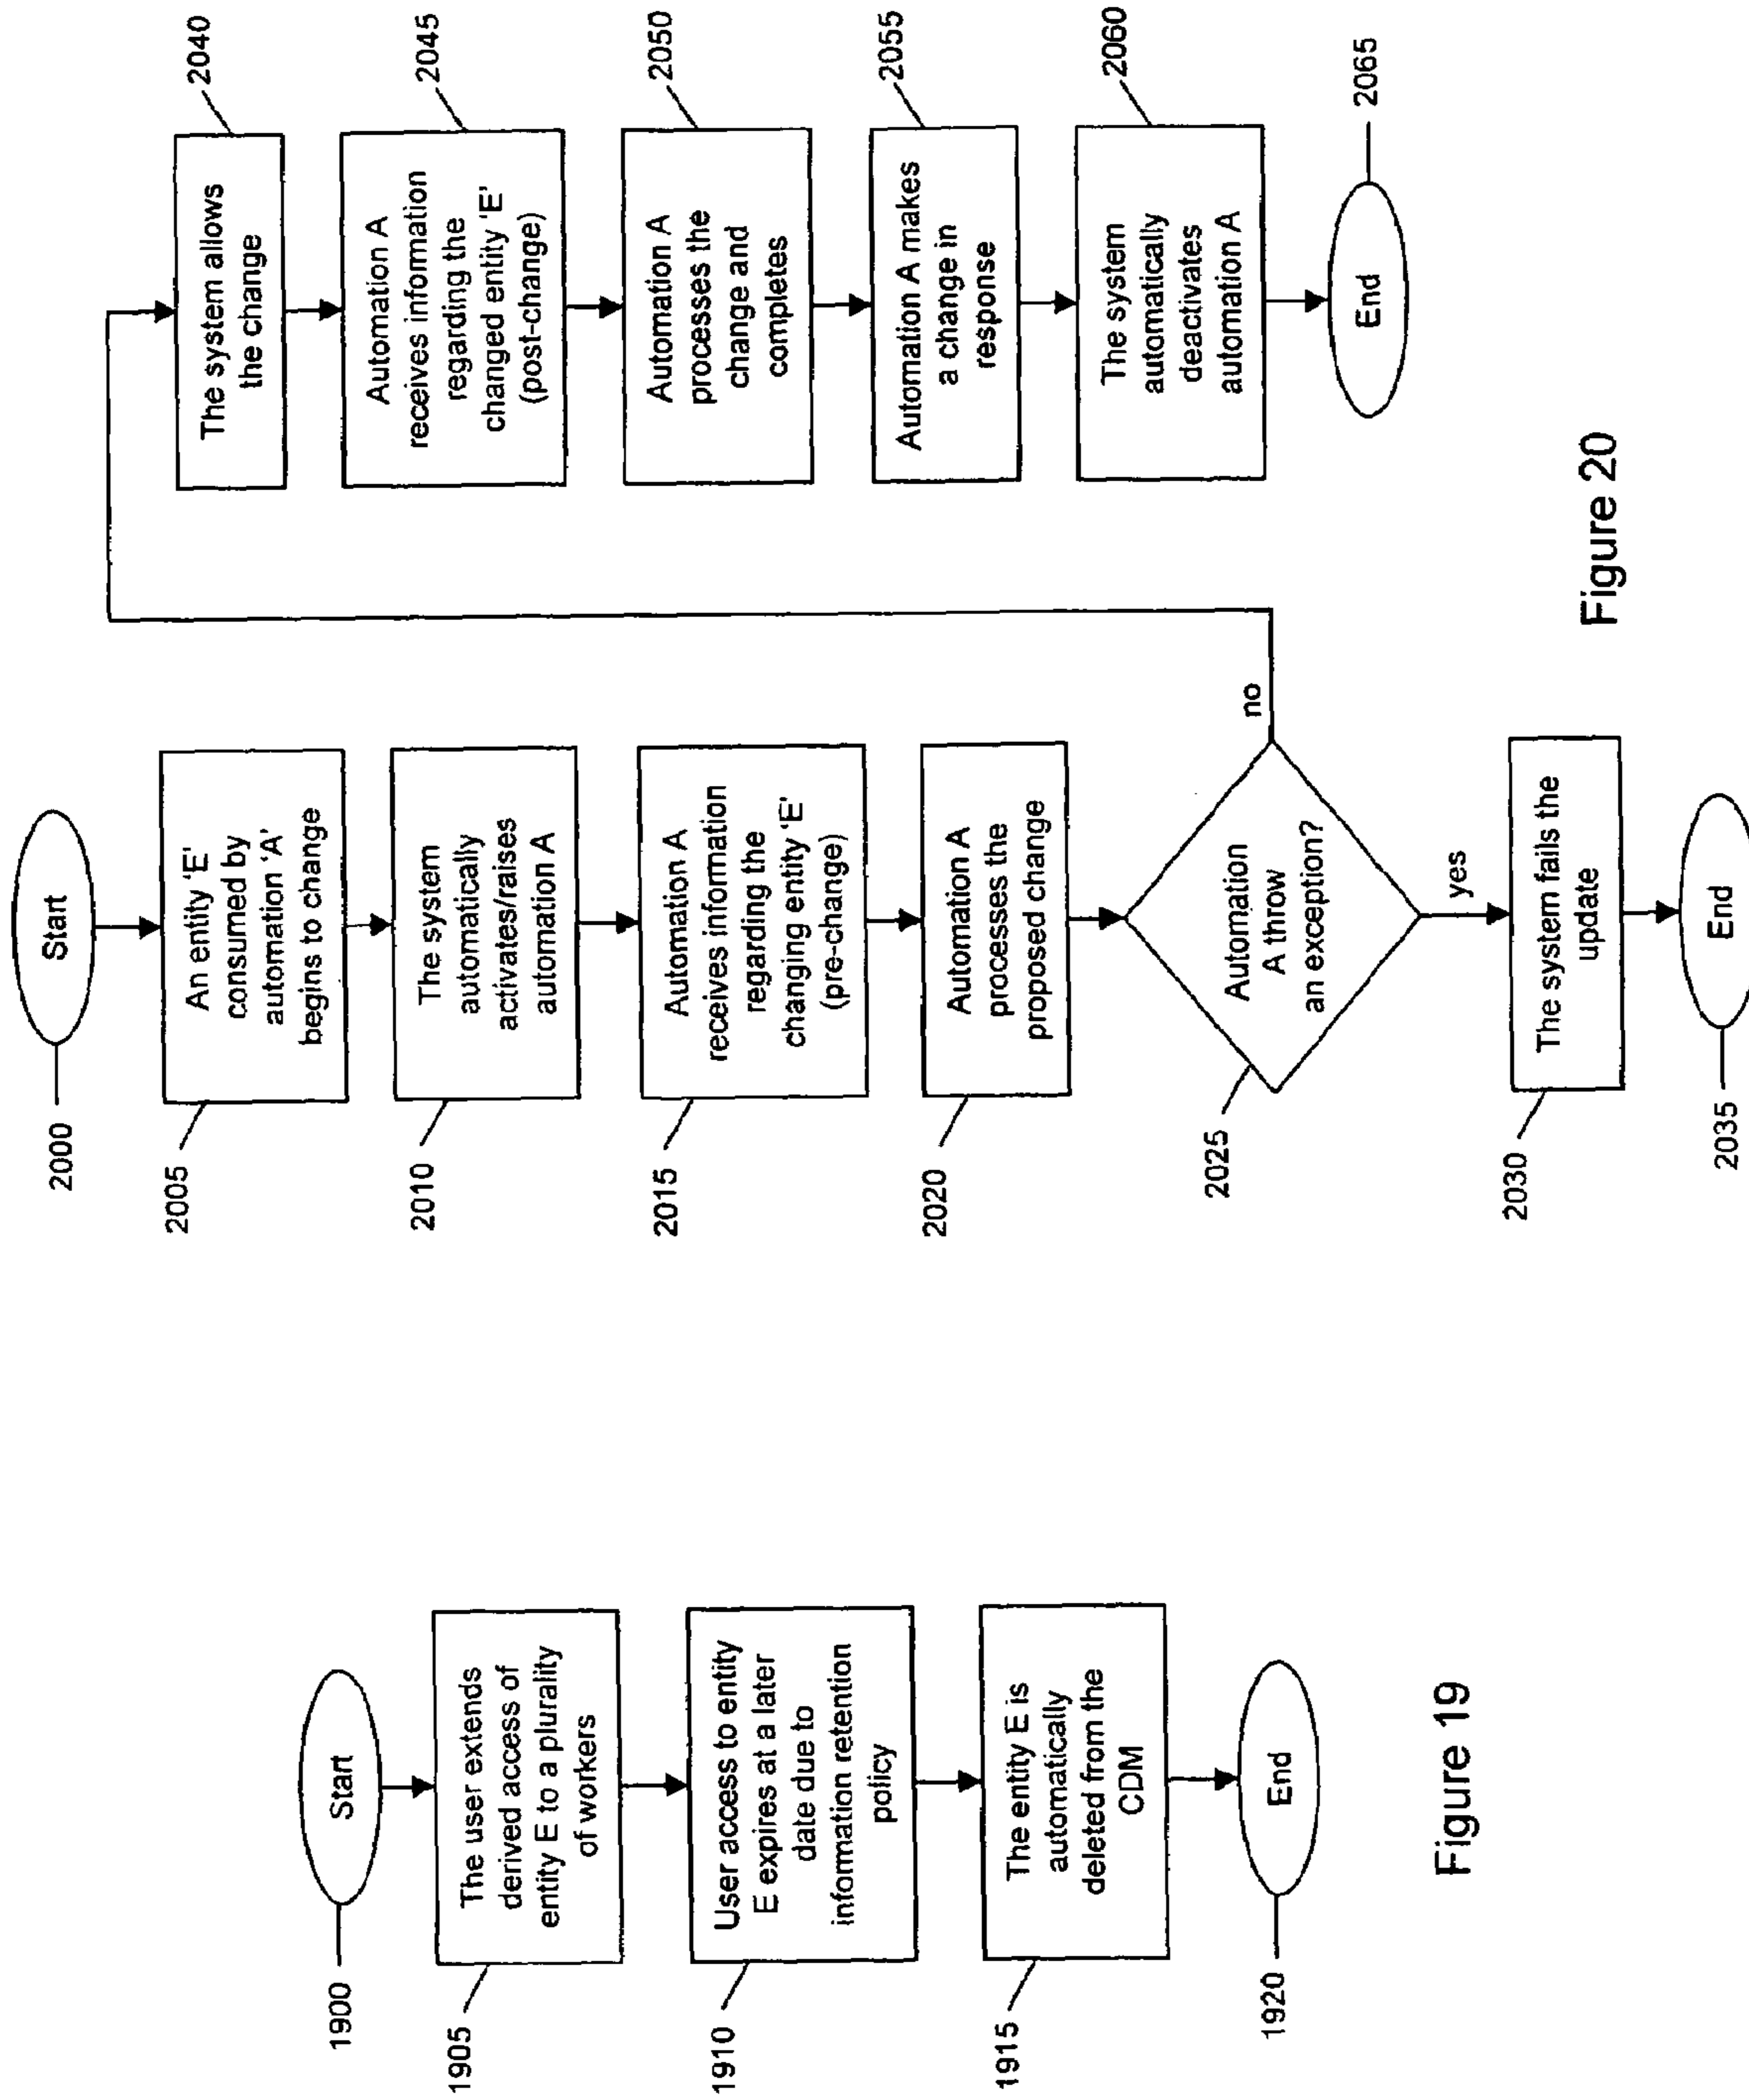 Start
1900
The user extends
derived access of
entity E to a plurality
of workers
1905
User access to entity
E expires at a later
date due to
information retention
policy
1910
The entity E is
automatically
deleted from the
CDM
1915
End
1920
Figure 19
Start
2000
An entity 'E'
consumed by
automation 'A'
begins to change
2005
The system
automatically
activates/raises
automation A
2010
Automation A
receives information
regarding the
changing entity 'E'
(pre-change)
2015
Automation A
processes the
proposed change
2020
Automation
A throw
an exception?
2025
no
yes
The system fails the
update
2030
End
2035
The system allows
the change
2040
Automation A
receives information
regarding the
changed entity 'E'
(post-change)
2045
Automation A
processes the
change and
completes
2050
Automation A makes
a change in
response
2055
The system
automatically
deactivates
automation A
2060
End
2065
Figure 20